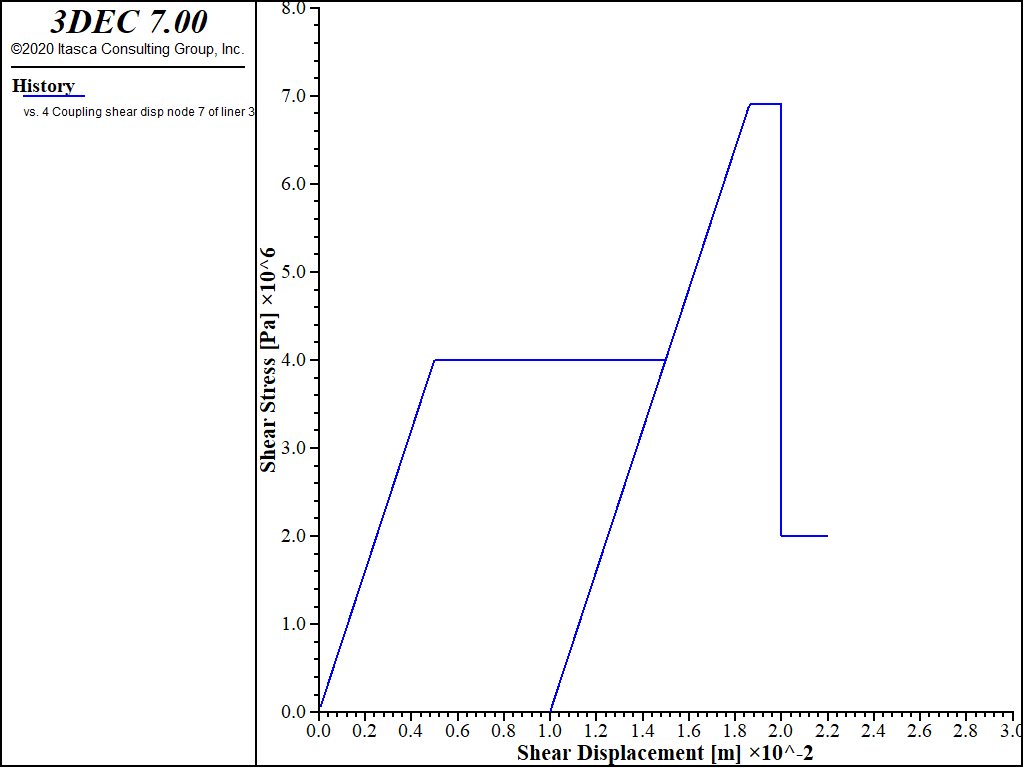 3DEC 7.00
©2020 Itasca Consulting Group, Inc.
History
vs. 4 Coupling shear disp node 7 of liner 3
Shear Stress [Pa] ×10^6
8.0
7.0
6.0
5.0
4.0
3.0
2.0
1.0
0.0
0.0 0.2 0.4 0.6 0.8 1.0 1.2 1.4 1.6 1.8 2.0 2.2 2.4 2.6 2.8 3.0
Shear Displacement [m] ×10^-2